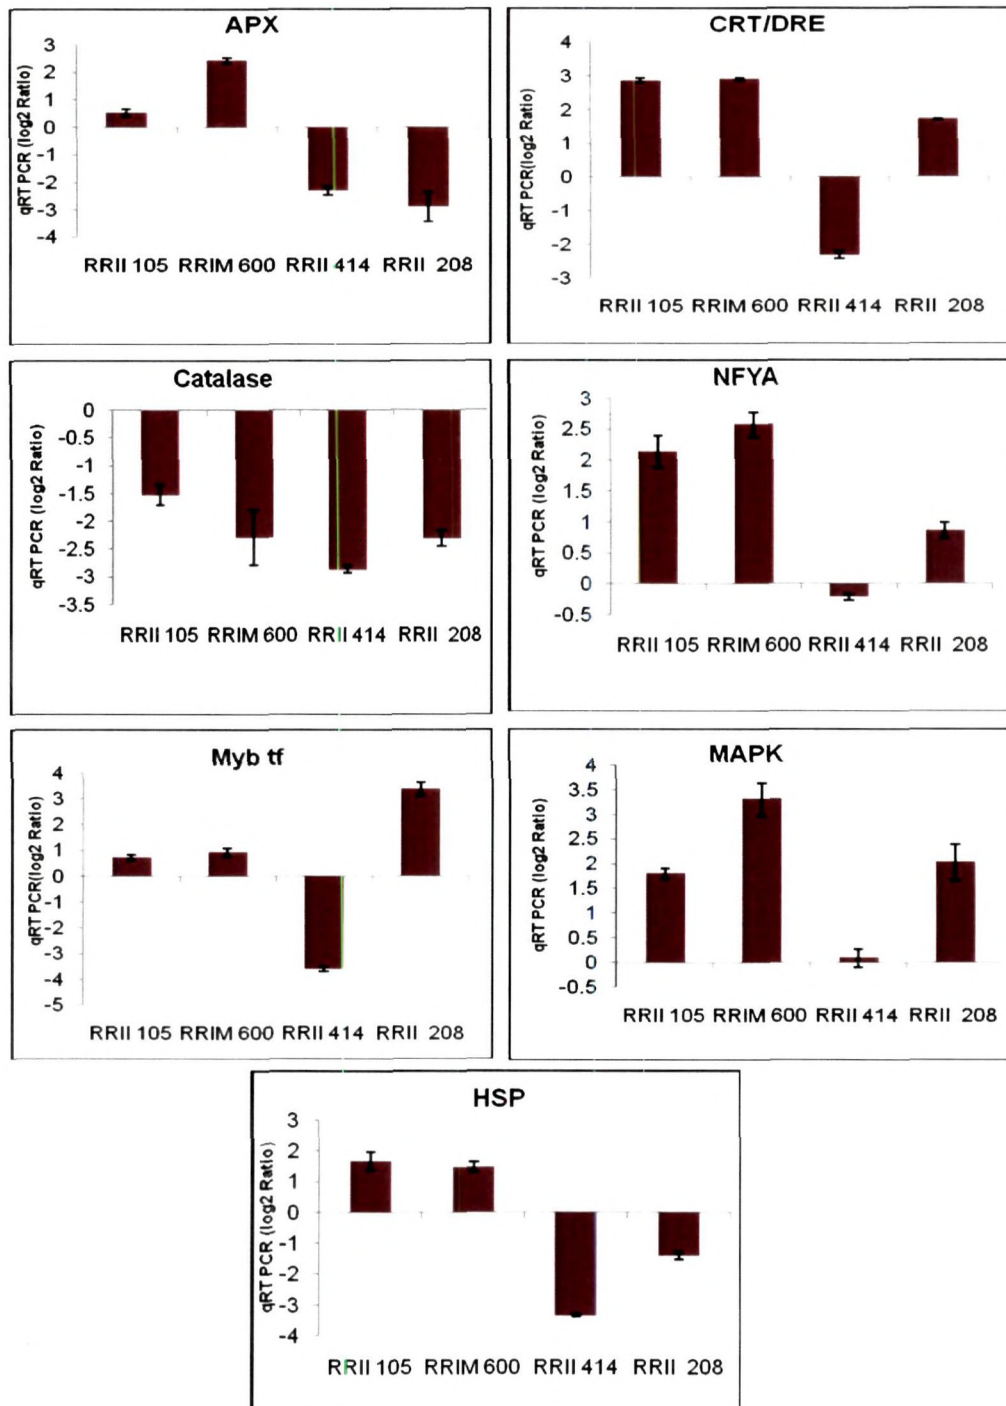 APX
qRT PCR (log2 Ratio)
3
2
1
0
-1
-2
-3
-4
RRII 105 RRIM 600 RRII 414 RRII 208
CRT/DRE
qRT PCR(log2 Ratio)
4
3
2
1
0
-1
-2
-3
RRII 105 RRIM 600 RRII 414 RRII 208
Catalase
qRT PCR (log2 Ratio)
0
-0.5
-1
-1.5
-2
-2.5
-3
-3.5
RRII 105 RRIM 600 RRII 414 RRII 208
NFYA
qRT PCR (log2 Ratio)
3
2.5
2
1.5
1
0.5
0
-0.5
RRII 105 RRIM 600 RRII 414 RRII 208
Myb tf
qRT PCR(log2 Ratio)
4
3
2
1
0
-1
-2
-3
-4
-5
RRII 105 RRIM 600 RRII 414 RRII 208
MAPK
qRT PCR (log2 Ratio)
4
3.5
3
2.5
2
1.5
1
0.5
0
-0.5
RRII 105 RRIM 600 RRII 414 RRII 208
HSP
qRT PCR (log2 Ratio)
3
2
1
0
-1
-2
-3
-4
RRII 105 RRIM 600 RRII 414 RRII 208